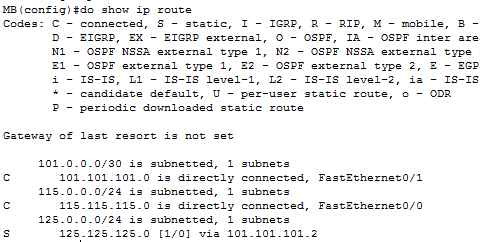 MB(config)#do show ip route
Codes: C - connected, S - static, I - IGRP, R - RIP, M - mobile, B -
D - EIGRP, EX - EIGRP external, O - OSPF, IA - OSPF inter are
N1 - OSPF NSSA external type 1, N2 - OSPF NSSA external type
E1 - OSPF external type 1, E2 - OSPF external type 2, E - EGP
i - IS-IS, L1 - IS-IS level-1, L2 - IS-IS level-2, ia - IS-IS
* - candidate default, U - per-user static route, o - ODR
P - periodic downloaded static route
Gateway of last resort is not set
101.0.0.0/30 is subnetted, 1 subnets
C 101.101.101.0 is directly connected, FastEthernet0/1
115.0.0.0/24 is subnetted, 1 subnets
C 115.115.115.0 is directly connected, FastEthernet0/0
125.0.0.0/24 is subnetted, 1 subnets
S 125.125.125.0 [1/0] via 101.101.101.2